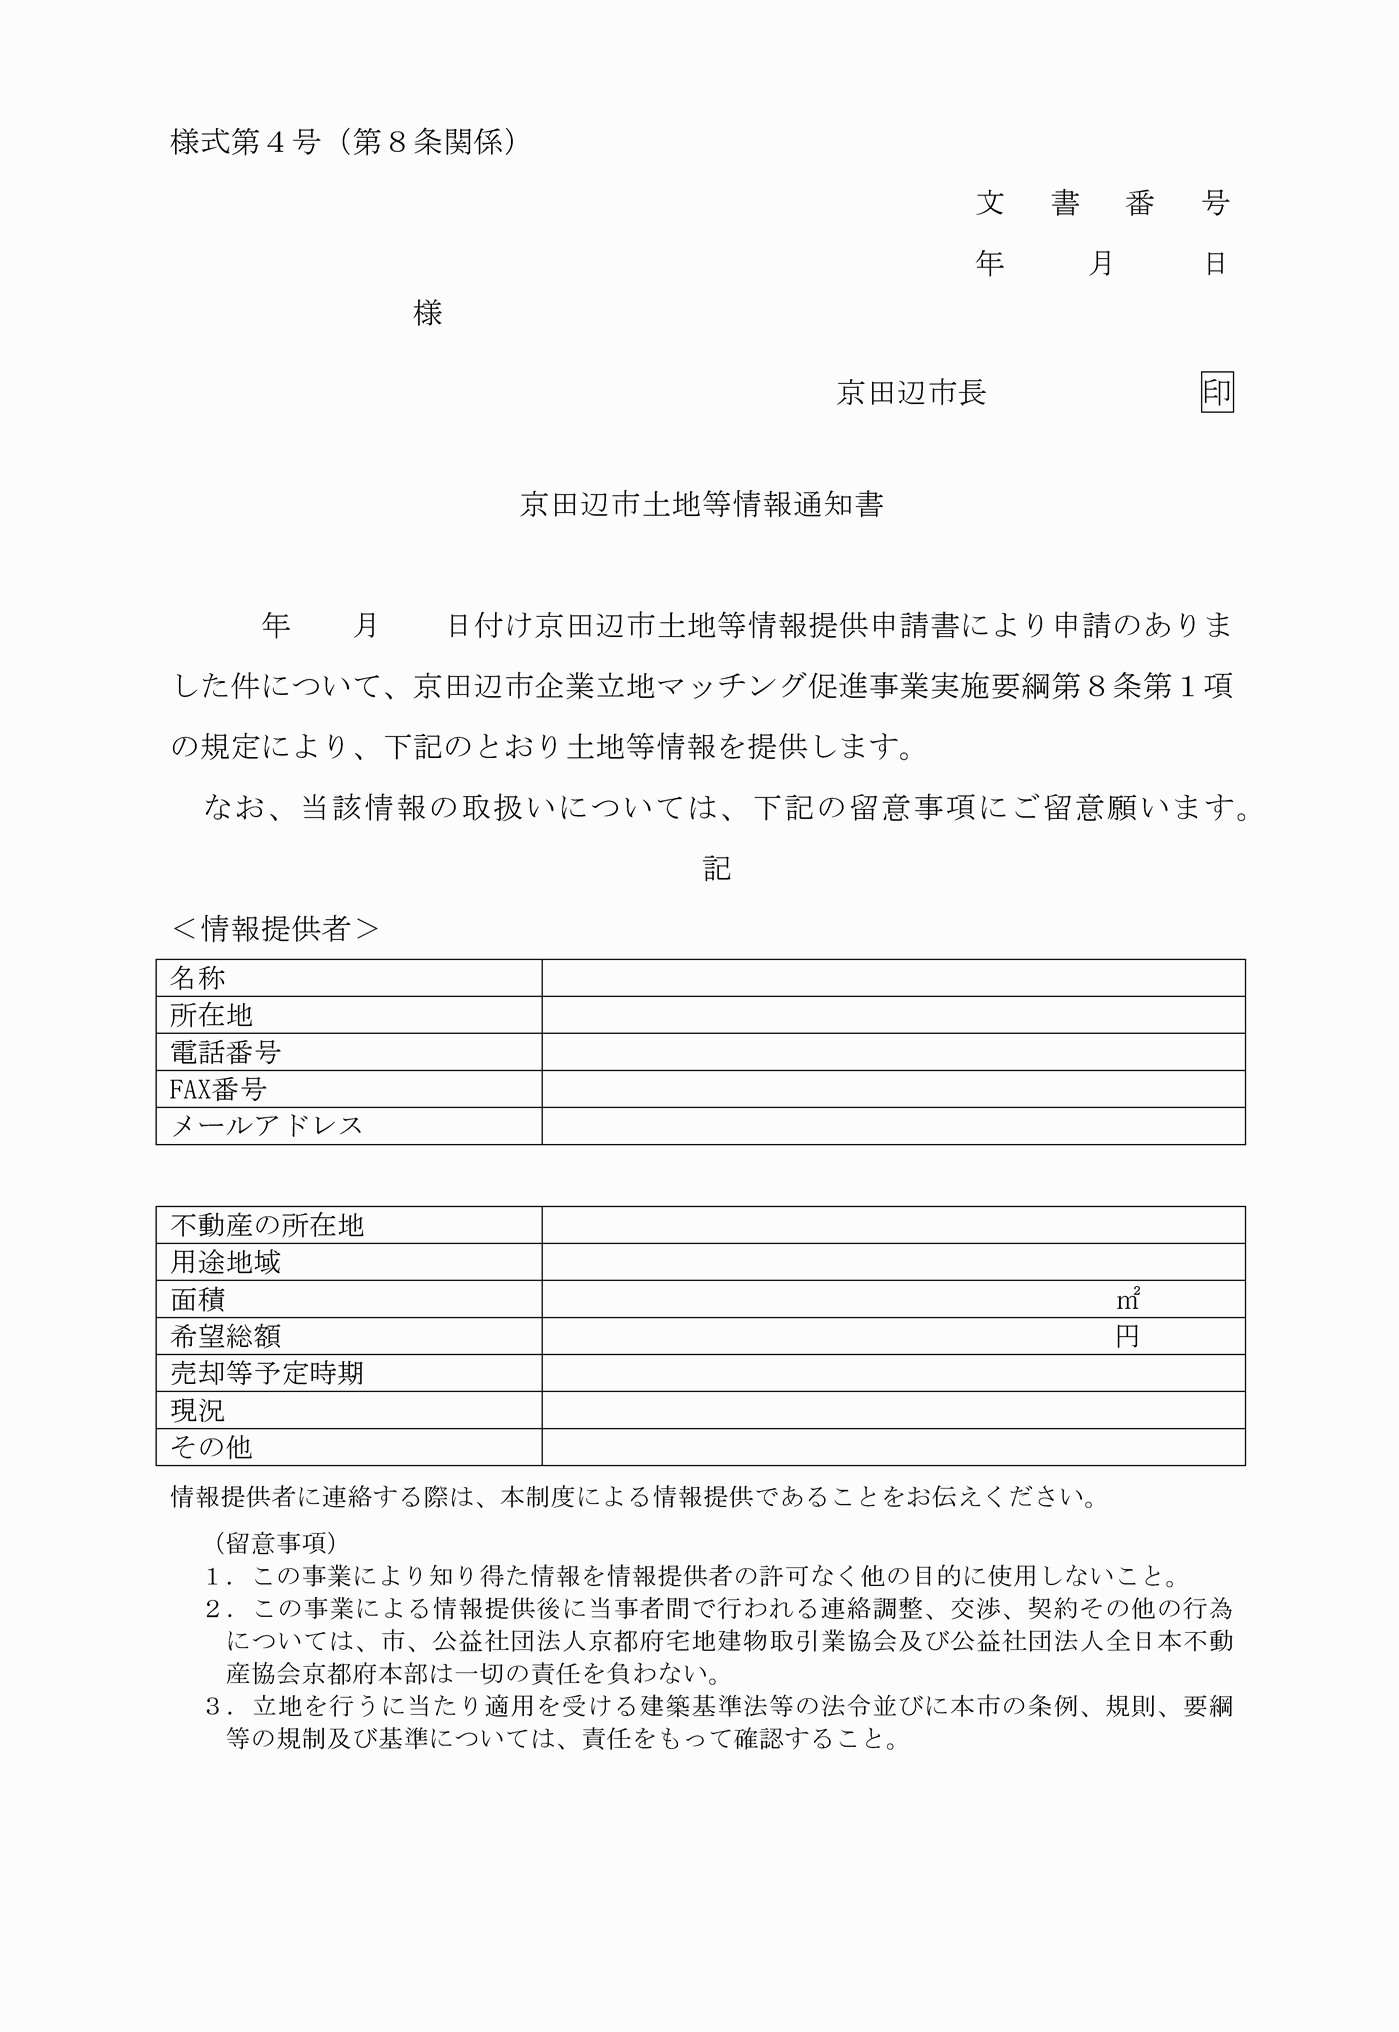 様式第４号（第８条関係）
文　書　番　号
年　　　月　　　日
様
京田辺市長　　　　　　　印
京田辺市土地等情報通知書
年　　月　　日付け京田辺市土地等情報提供申請書により申請のありま
した件について、京田辺市企業立地マッチング促進事業実施要綱第８条第１項
の規定により、下記のとおり土地等情報を提供します。
なお、当該情報の取扱いについては、下記の留意事項にご留意願います。
記
＜情報提供者＞
名称
所在地
電話番号
FAX番号
メールアドレス
不動産の所在地
用途地域
面積　㎡
希望総額　円
売却等予定時期
現況
その他
情報提供者に連絡する際は、本制度による情報提供であることをお伝えください。
（留意事項）
１．この事業により知り得た情報を情報提供者の許可なく他の目的に使用しないこと。
２．この事業による情報提供後に当事者間で行われる連絡調整、交渉、契約その他の行為
については、市、公益社団法人京都府宅地建物取引業協会及び公益社団法人全日本不動
産協会京都府本部は一切の責任を負わない。
３．立地を行うに当たり適用を受ける建築基準法等の法令並びに本市の条例、規則、要綱
等の規制及び基準については、責任をもって確認すること。